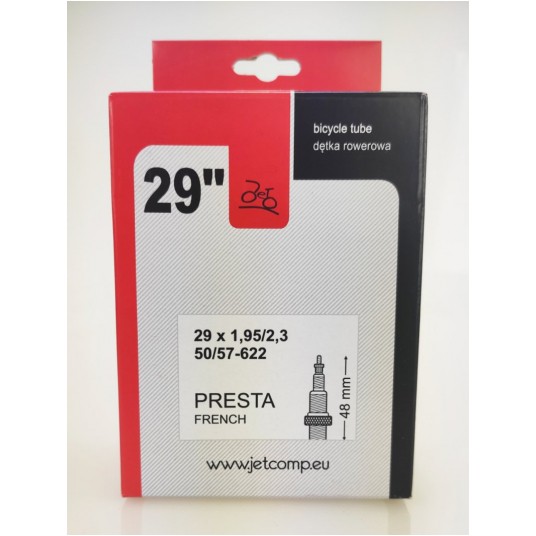 bicycle tube
dętka rowerowa
29"
Jet
29 x 1,95/2,3
50/57-622
PRESTA
FRENCH
48 mm
www.jetcomp.eu